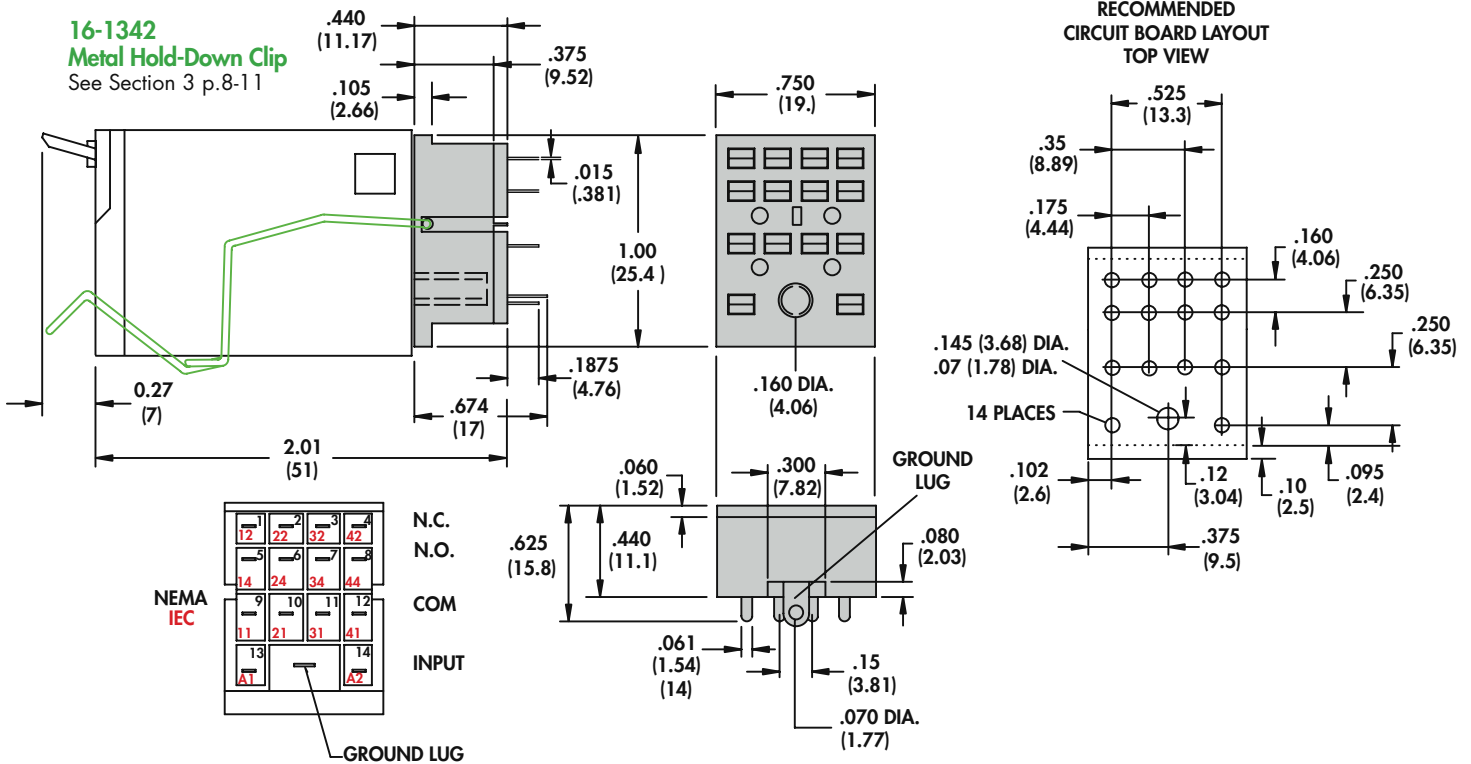 16-1342
Metal Hold-Down Clip
See Section 3 p.8-11
.440
(11.17)
.375
(9.52)
.105
(2.66)
.015
(.381)
1.00
(25.4 )
.1875
(4.76)
.674
(17)
0.27
(7)
2.01
(51)
.750
(19.)
.160 DIA.
(4.06)
RECOMMENDED
CIRCUIT BOARD LAYOUT
TOP VIEW
.525
(13.3)
.35
(8.89)
.175
(4.44)
.160
(4.06)
.250
(6.35)
.250
(6.35)
.145 (3.68) DIA.
.07 (1.78) DIA.
14 PLACES
.102
(2.6)
.12
(3.04)
.10
(2.5)
.095
(2.4)
.375
(9.5)
NEMA
IEC
1 2 3 4
12 22 32 42
N.C.
5 6 7 8
14 24 34 44
N.O.
9 10 11 12
11 21 31 41
COM
13 14
A1 A2
INPUT
GROUND LUG
.060
(1.52)
.300
(7.82)
GROUND
LUG
.625
(15.8)
.440
(11.1)
.080
(2.03)
.061
(1.54)
(14)
.15
(3.81)
.070 DIA.
(1.77)